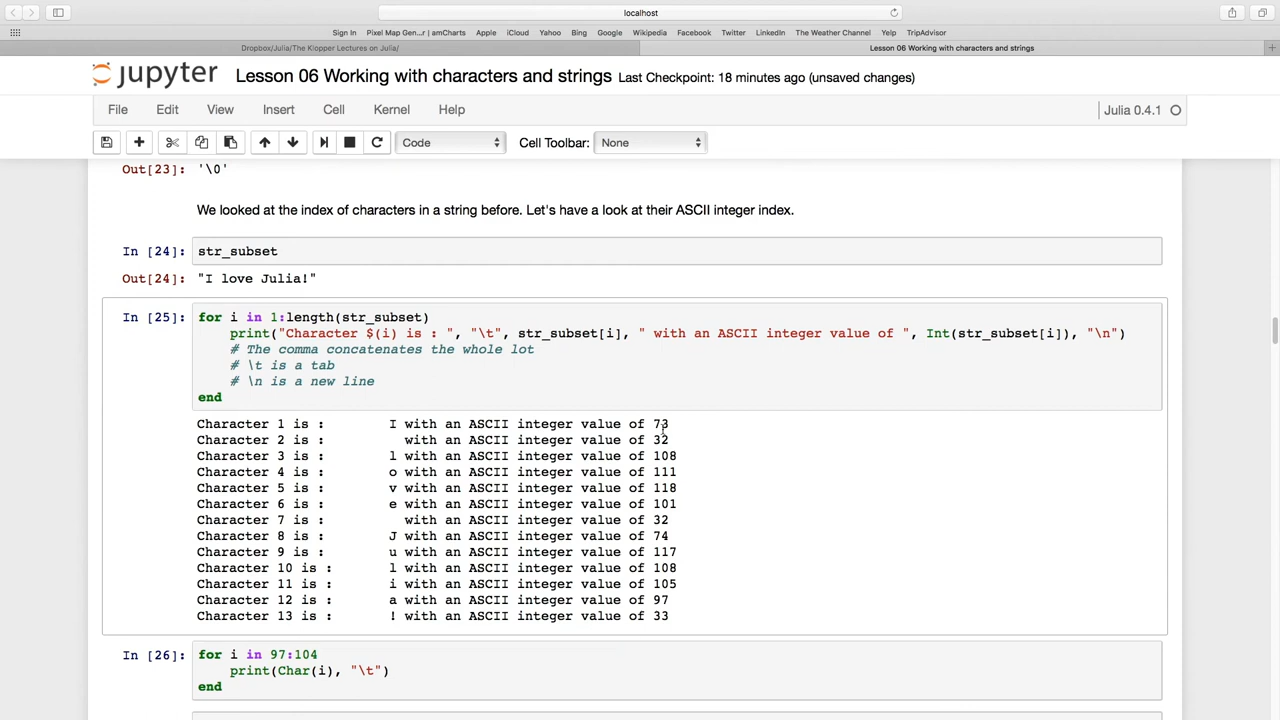 localhost
Sign In Pixel Map Gen...r | amCharts Apple iCloud Yahoo Bing Google Wikipedia Facebook Twitter LinkedIn The Weather Channel Yelp TripAdvisor
Dropbox/Julia/The Klopper Lectures on Julia/ Lesson 06 Working with characters and strings
jupyter Lesson 06 Working with characters and strings Last Checkpoint: 18 minutes ago (unsaved changes)
File Edit View Insert Cell Kernel Help Julia 0.4.1
Code Cell Toolbar: None
Out[23]: '\0'
We looked at the index of characters in a string before. Let's have a look at their ASCII integer index.
In [24]: str_subset
Out[24]: "I love Julia!"
In [25]: for i in 1:length(str_subset)
print("Character $(i) is : ", "\t", str_subset[i], " with an ASCII integer value of ", Int(str_subset[i]), "\n")
# The comma concatenates the whole lot
# \t is a tab
# \n is a new line
end
Character 1 is : I with an ASCII integer value of 73
Character 2 is : with an ASCII integer value of 32
Character 3 is : l with an ASCII integer value of 108
Character 4 is : o with an ASCII integer value of 111
Character 5 is : v with an ASCII integer value of 118
Character 6 is : e with an ASCII integer value of 101
Character 7 is : with an ASCII integer value of 32
Character 8 is : J with an ASCII integer value of 74
Character 9 is : u with an ASCII integer value of 117
Character 10 is : l with an ASCII integer value of 108
Character 11 is : i with an ASCII integer value of 105
Character 12 is : a with an ASCII integer value of 97
Character 13 is : ! with an ASCII integer value of 33
In [26]: for i in 97:104
print(Char(i), "\t")
end